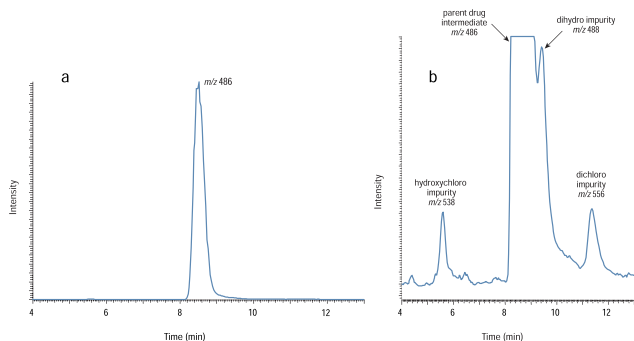 a
m/z 486
Intensity
4 6 8 10 12
Time (min)
b
parent drug
intermediate
m/z 486
dihydro impurity
m/z 488
hydroxychloro
impurity
m/z 538
dichloro
impurity
m/z 556
Intensity
4 6 8 10 12
Time (min)